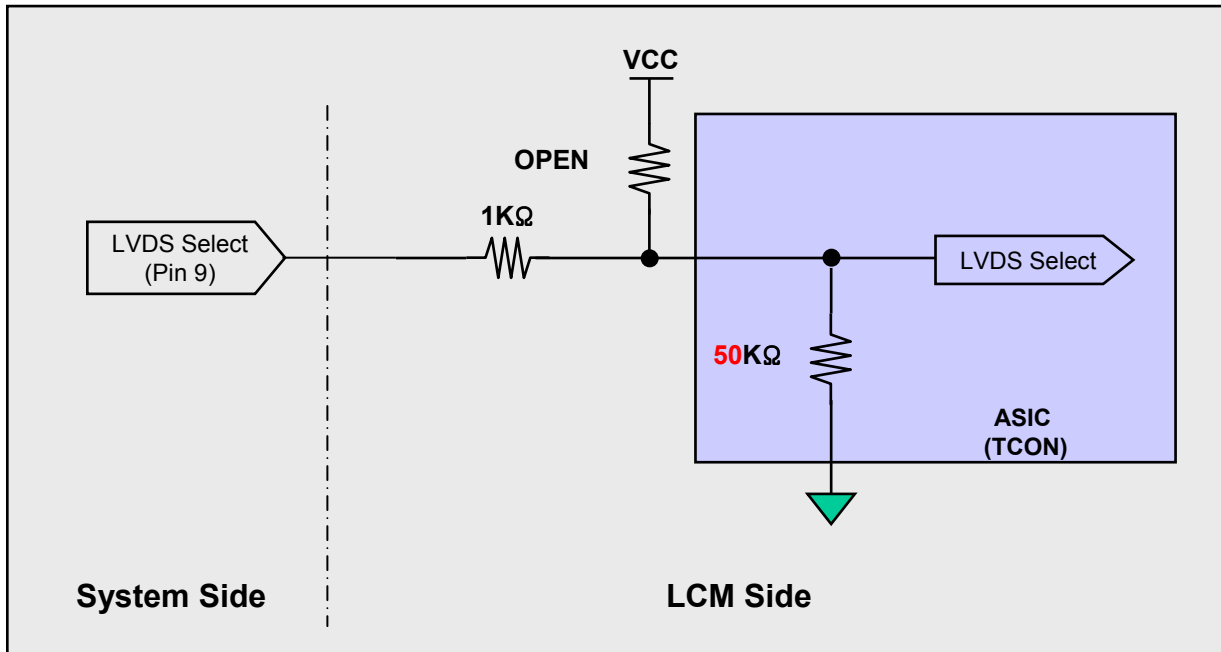 VCC
OPEN
1KΩ
LVDS Select
(Pin 9)
LVDS Select
50KΩ
ASIC
(TCON)
System Side
LCM Side